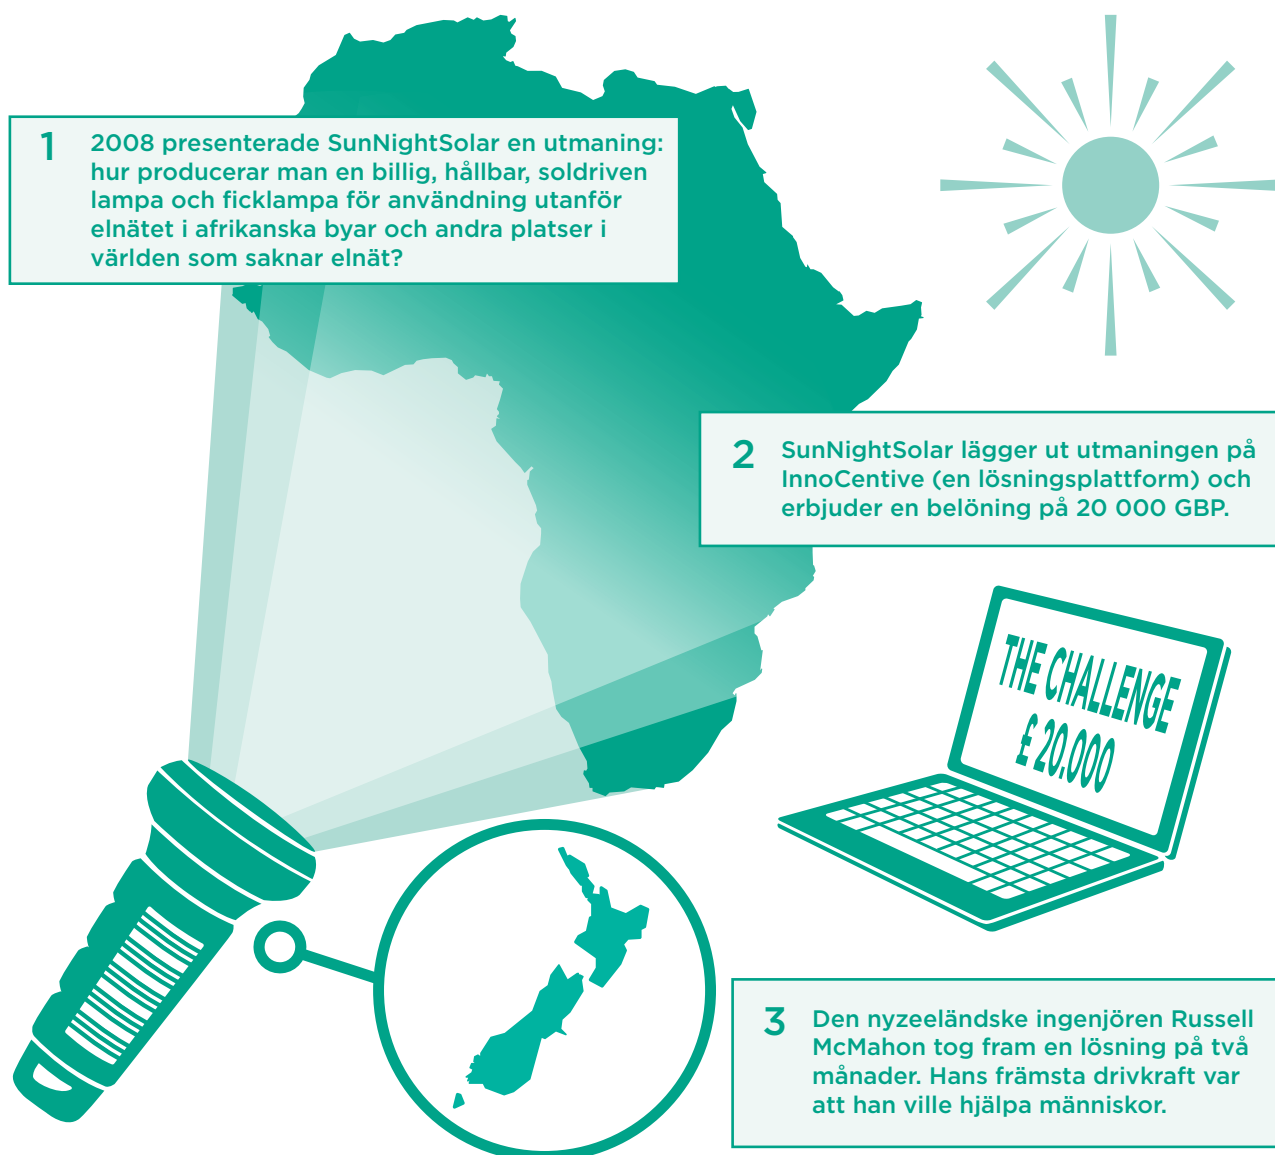 1
2008 presenterade SunNightSolar en utmaning:
hur producerar man en billig, hållbar, soldriven
lampa och ficklampa för användning utanför
elnätet i afrikanska byar och andra platser i
världen som saknar elnät?
2
SunNightSolar lägger ut utmaningen på
InnoCentive (en lösningsplattform) och
erbjuder en belöning på 20 000 GBP.
THE CHALLENGE
£ 20.000
3
Den nyzeeländske ingenjören Russell
McMahon tog fram en lösning på två
månader. Hans främsta drivkraft var
att han ville hjälpa människor.